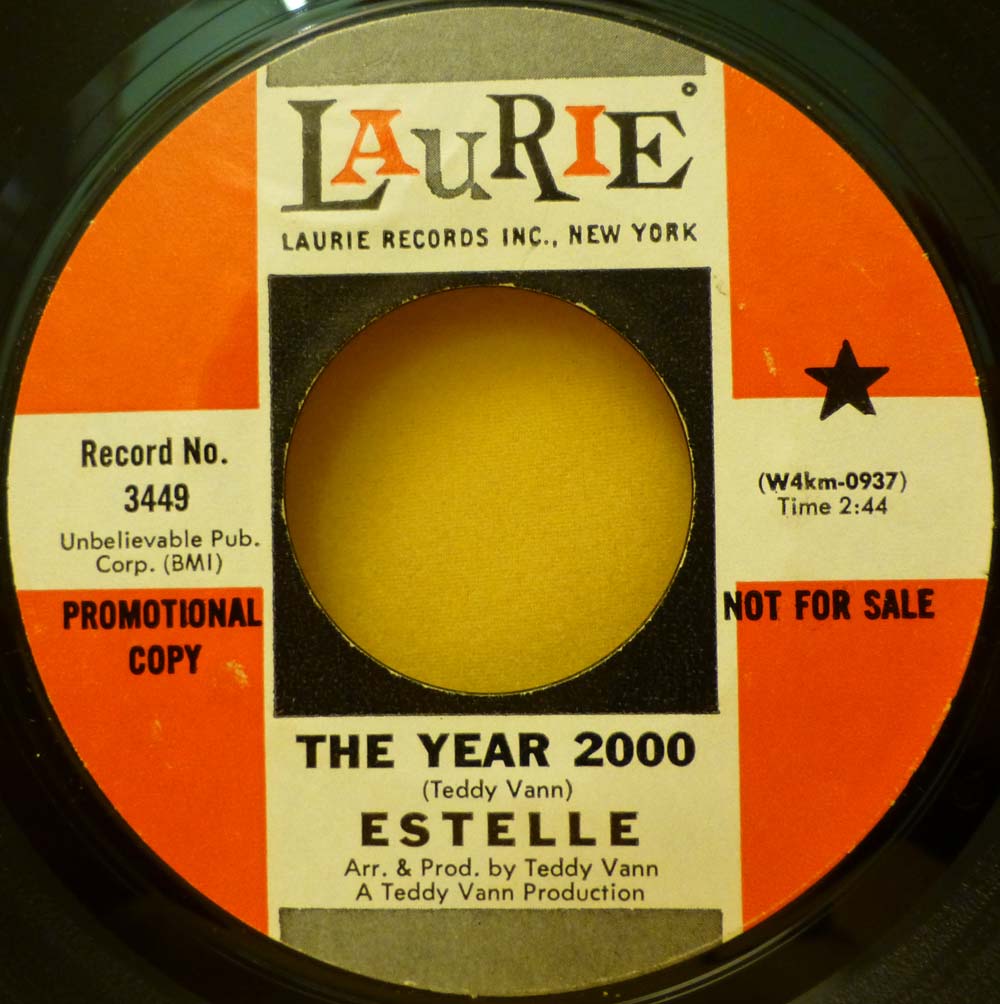 LAURIE
LAURIE RECORDS INC., NEW YORK
Record No.
3449
Unbelievable Pub.
Corp. (BMI)
PROMOTIONAL
COPY
(W4km-0937)
Time 2:44
NOT FOR SALE
THE YEAR 2000
(Teddy Vann)
ESTELLE
Arr. & Prod. by Teddy Vann
A Teddy Vann Production